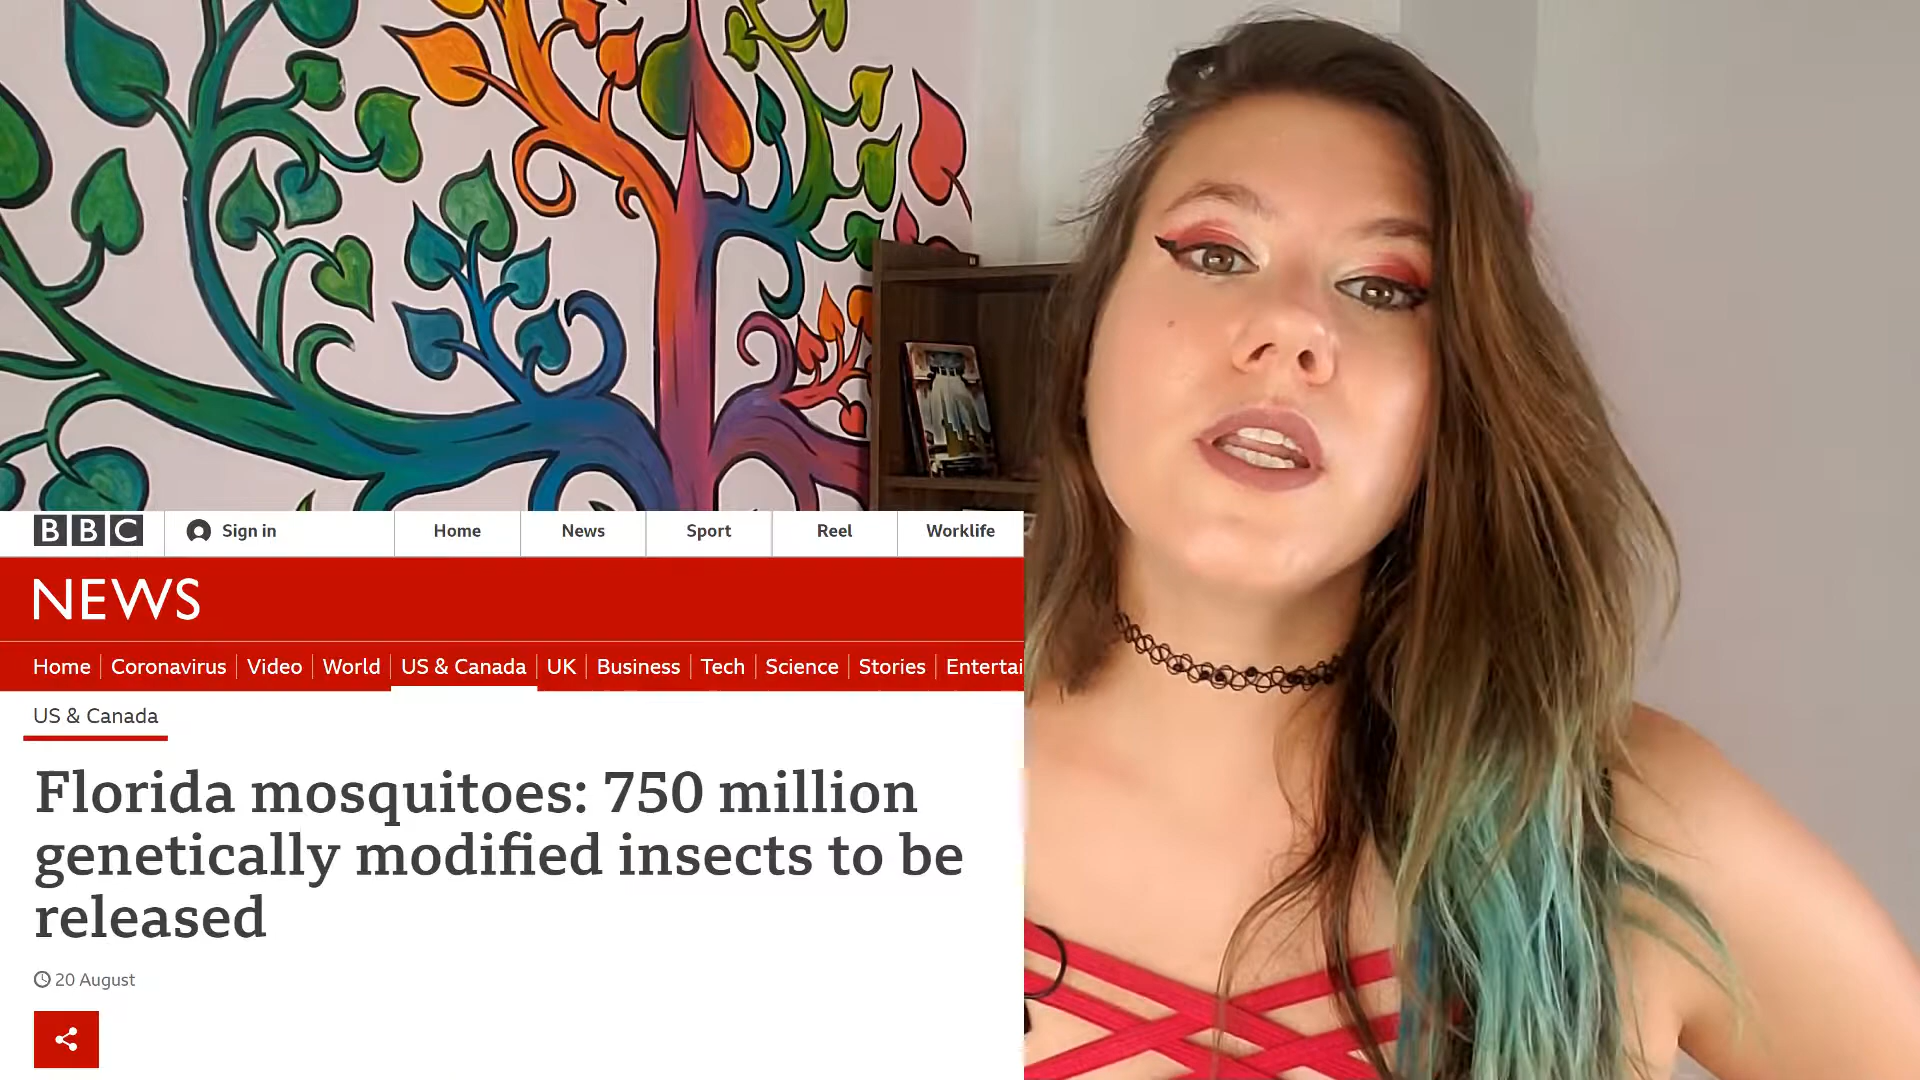 BBC Sign in Home News Sport Reel Worklife
NEWS
Home Coronavirus Video World US & Canada UK Business Tech Science Stories Entertai
US & Canada
Florida mosquitoes: 750 million
genetically modified insects to be
released
20 August